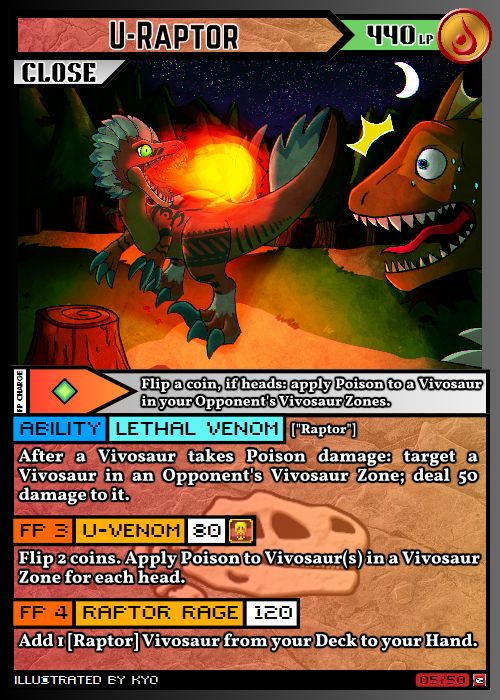 U-RAPTOR
440 LP
CLOSE
FP CHARGE
Flip a coin, if heads: apply Poison to a Vivosaur
in your Opponent's Vivosaur Zones.
ABILITY LETHAL VENOM ["Raptor"]
After a Vivosaur takes Poison damage: target a
Vivosaur in an Opponent's Vivosaur Zone; deal 50
damage to it.
FP 3 U-VENOM 80
Flip 2 coins. Apply Poison to Vivosaur(s) in a Vivosaur
Zone for each head.
FP 4 RAPTOR RAGE 120
Add 1 [Raptor] Vivosaur from your Deck to your Hand.
ILLUSTRATED BY KYO
05/50